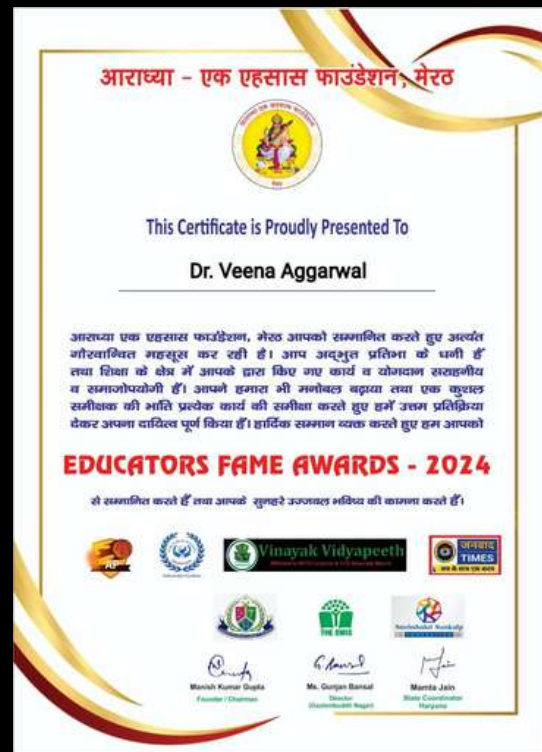 आराध्या - एक एहसास फाउंडेशन, मेरठ
This Certificate is Proudly Presented To
Dr. Veena Aggarwal
आराध्या एक एहसास फाउंडेशन, मेरठ आपको सम्मानित करते हुए अत्यंत
गौरवान्वित महसूस कर रही है। आप अद्भुत प्रतिभा के धनी हैं
तथा शिक्षा के क्षेत्र में आपके द्वारा किए गए कार्य व योगदान सराहनीय
व समाजोपयोगी हैं। आपने हमारा भी मनोबल बढ़ाया तथा एक कुशल
समीक्षक की भांति प्रत्येक कार्य की समीक्षा करते हुए हमें उत्तम प्रतिक्रिया
देकर अपना दायित्व पूर्ण किया हैं। हार्दिक सम्मान व्यक्त करते हुए हम आपको
EDUCATORS FAME AWARDS - 2024
से सम्मानित करते हैं तथा आपके सुनहरे उज्जवल भविष्य की कामना करते हैं।
Vinayak Vidyapeeth
जनवाद
TIMES
THE BMIS
Manish Kumar Gupta
Founder / Chairman
Ms. Gunjan Bansal
Director
(Gautambuddh Nagar)
Mamta Jain
State Coordinator
Haryana